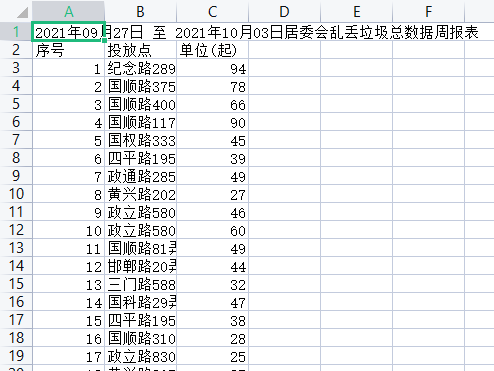 A B C D E F
1 2021年09月27日 至 2021年10月03日居委会乱丢垃圾总数据周报表
2 序号 投放点 单位(起)
3 1 纪念路289 94
4 2 国顺路375 78
5 3 国顺路400 66
6 4 国顺路117 90
7 5 国权路333 45
8 6 四平路195 39
9 7 政通路285 49
10 8 黄兴路202 27
11 9 政立路580 46
12 10 政立路580 60
13 11 国顺路81弄 49
14 12 邯郸路20弄 44
15 13 三门路588 32
16 14 国科路29弄 47
17 15 四平路195 38
18 16 国顺路310 28
19 17 政立路830 25